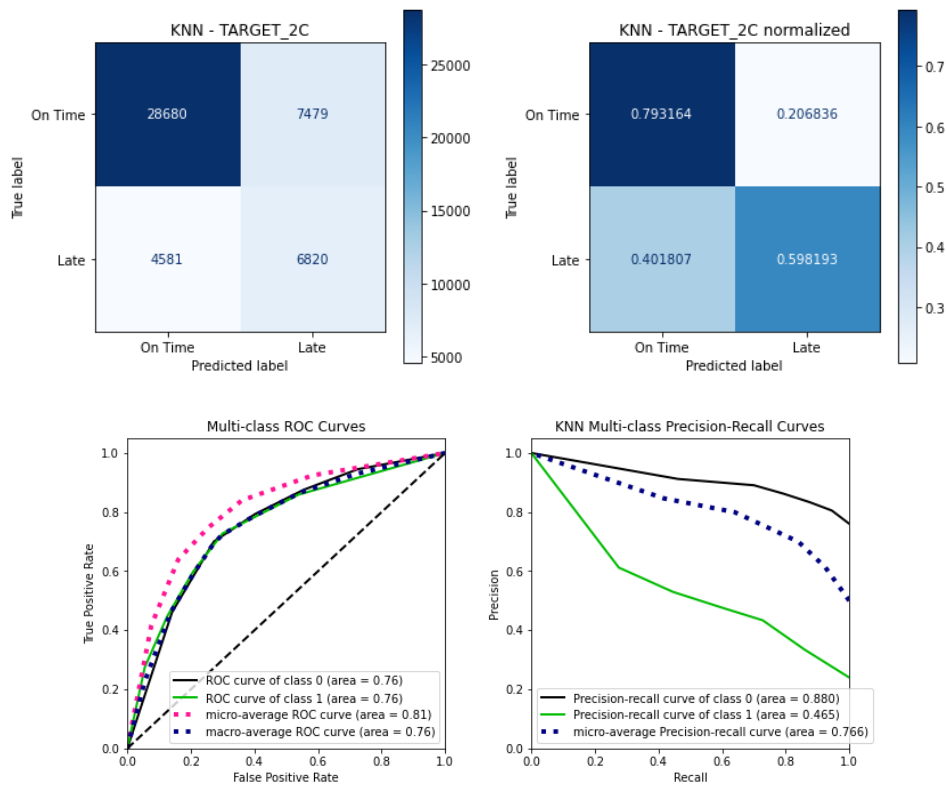 KNN - TARGET_2C
On Time
28680
7479
Late
4581
6820
True label
On Time
Late
Predicted label
25000
20000
15000
10000
5000
KNN - TARGET_2C normalized
On Time
0.793164
0.206836
Late
0.401807
0.598193
True label
On Time
Late
Predicted label
0.7
0.6
0.5
0.4
0.3
Multi-class ROC Curves
1.0
0.8
0.6
0.4
0.2
0.0
True Positive Rate
ROC curve of class 0 (area = 0.76)
ROC curve of class 1 (area = 0.76)
micro-average ROC curve (area = 0.81)
macro-average ROC curve (area = 0.76)
0.0
0.2
0.4
0.6
0.8
1.0
False Positive Rate
KNN Multi-class Precision-Recall Curves
1.0
0.8
0.6
0.4
0.2
0.0
Precision
Precision-recall curve of class 0 (area = 0.880)
Precision-recall curve of class 1 (area = 0.465)
micro-average Precision-recall curve (area = 0.766)
0.0
0.2
0.4
0.6
0.8
1.0
Recall